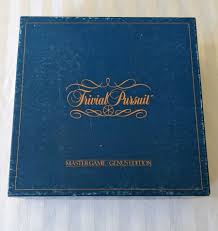 Trivial Pursuit
MASTER GAME - GENUS EDITION